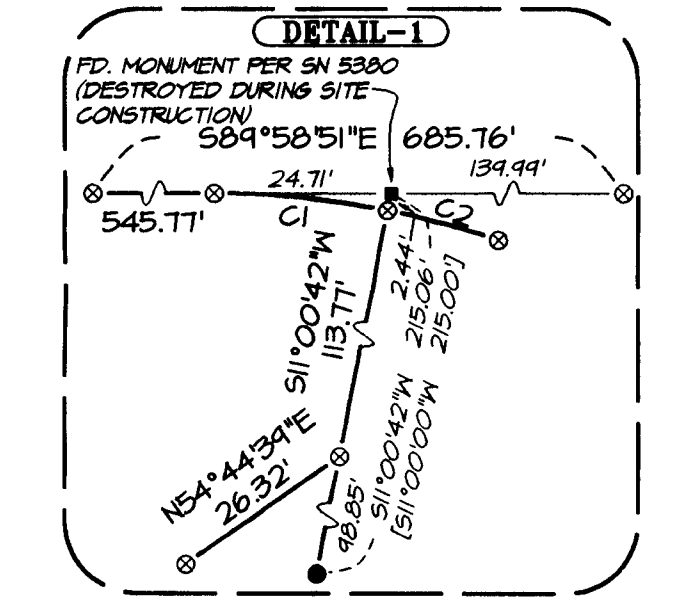 DETAIL-1
FD. MONUMENT PER SN 5380
(DESTROYED DURING SITE
CONSTRUCTION)
S89°58'51"E 685.76'
24.71'
139.99'
545.77'
C1
C2
S11°00'42"W
113.77'
2.44'
215.06'
215.00']
N54°44'39"E
26.32'
98.85'
S11°00'42"W
[S11°00'00"W